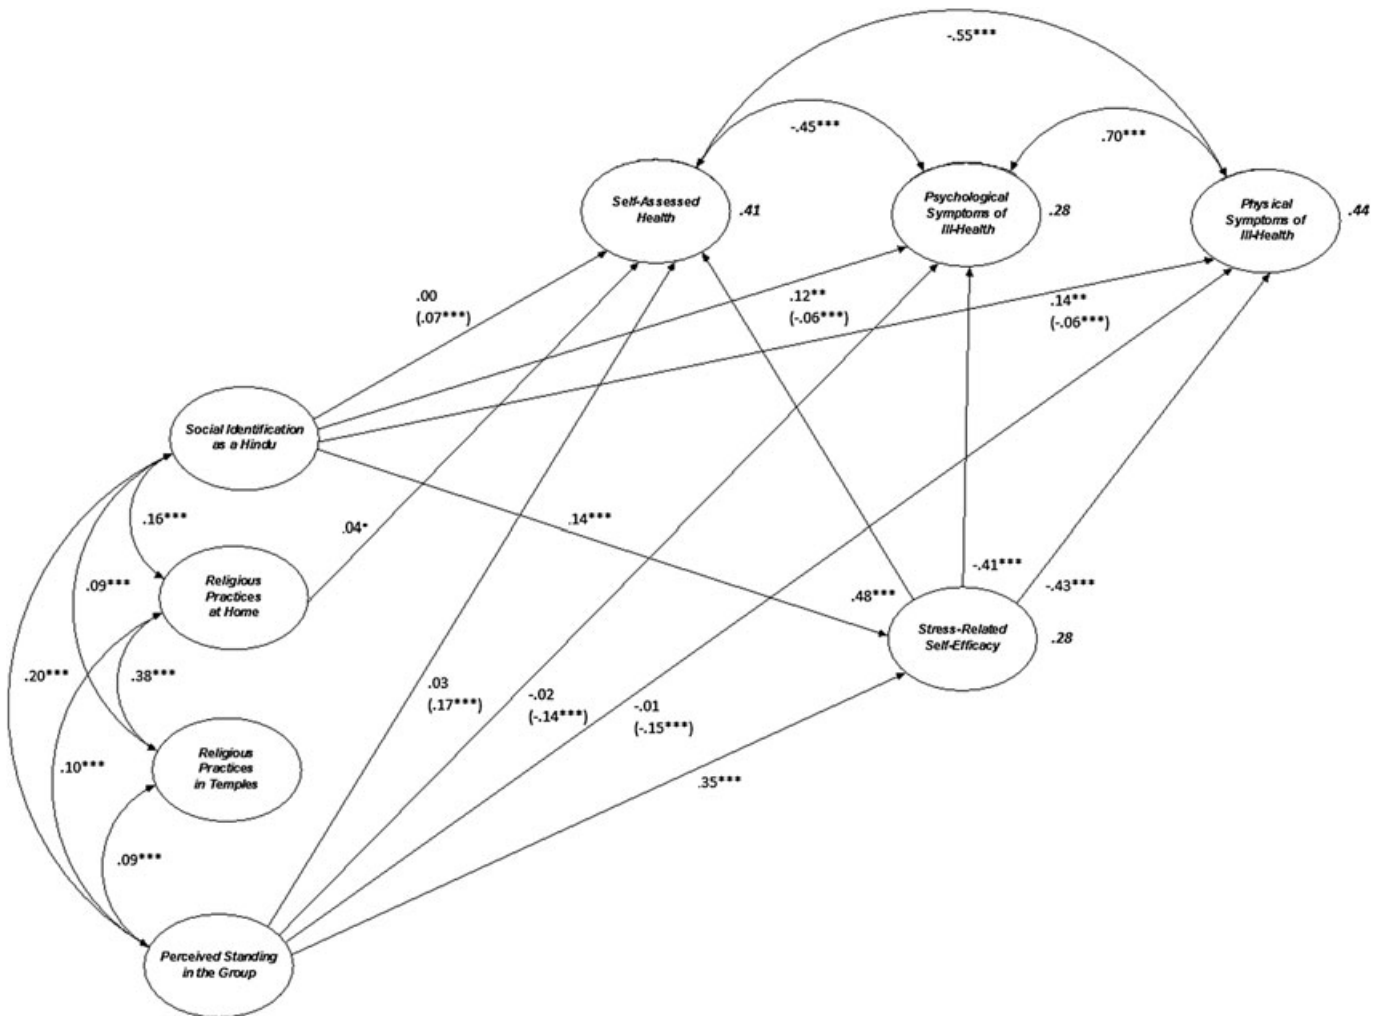 -.55***
-.45***
.70***
Self-Assessed
Health
.41
Psychological
Symptoms of
Ill-Health
.28
Physical
Symptoms of
Ill-Health
.44
.00
(.07***)
.12**
(-.06***)
.14**
(-.06***)
Social Identification
as a Hindu
.16***
.04*
.14***
.09***
Religious
Practices
at Home
.48***
-.41***
-.43***
Stress-Related
Self-Efficacy
.28
.20***
.38***
.03
(.17***)
-.02
(-.14***)
-.01
(-.15***)
Religious
Practices
in Temples
.10***
.35***
.09***
Perceived Standing
in the Group